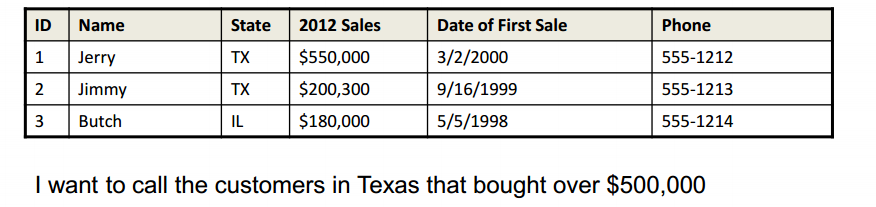 ID Name State 2012 Sales Date of First Sale Phone
1 Jerry TX $550,000 3/2/2000 555-1212
2 Jimmy TX $200,300 9/16/1999 555-1213
3 Butch IL $180,000 5/5/1998 555-1214
I want to call the customers in Texas that bought over $500,000